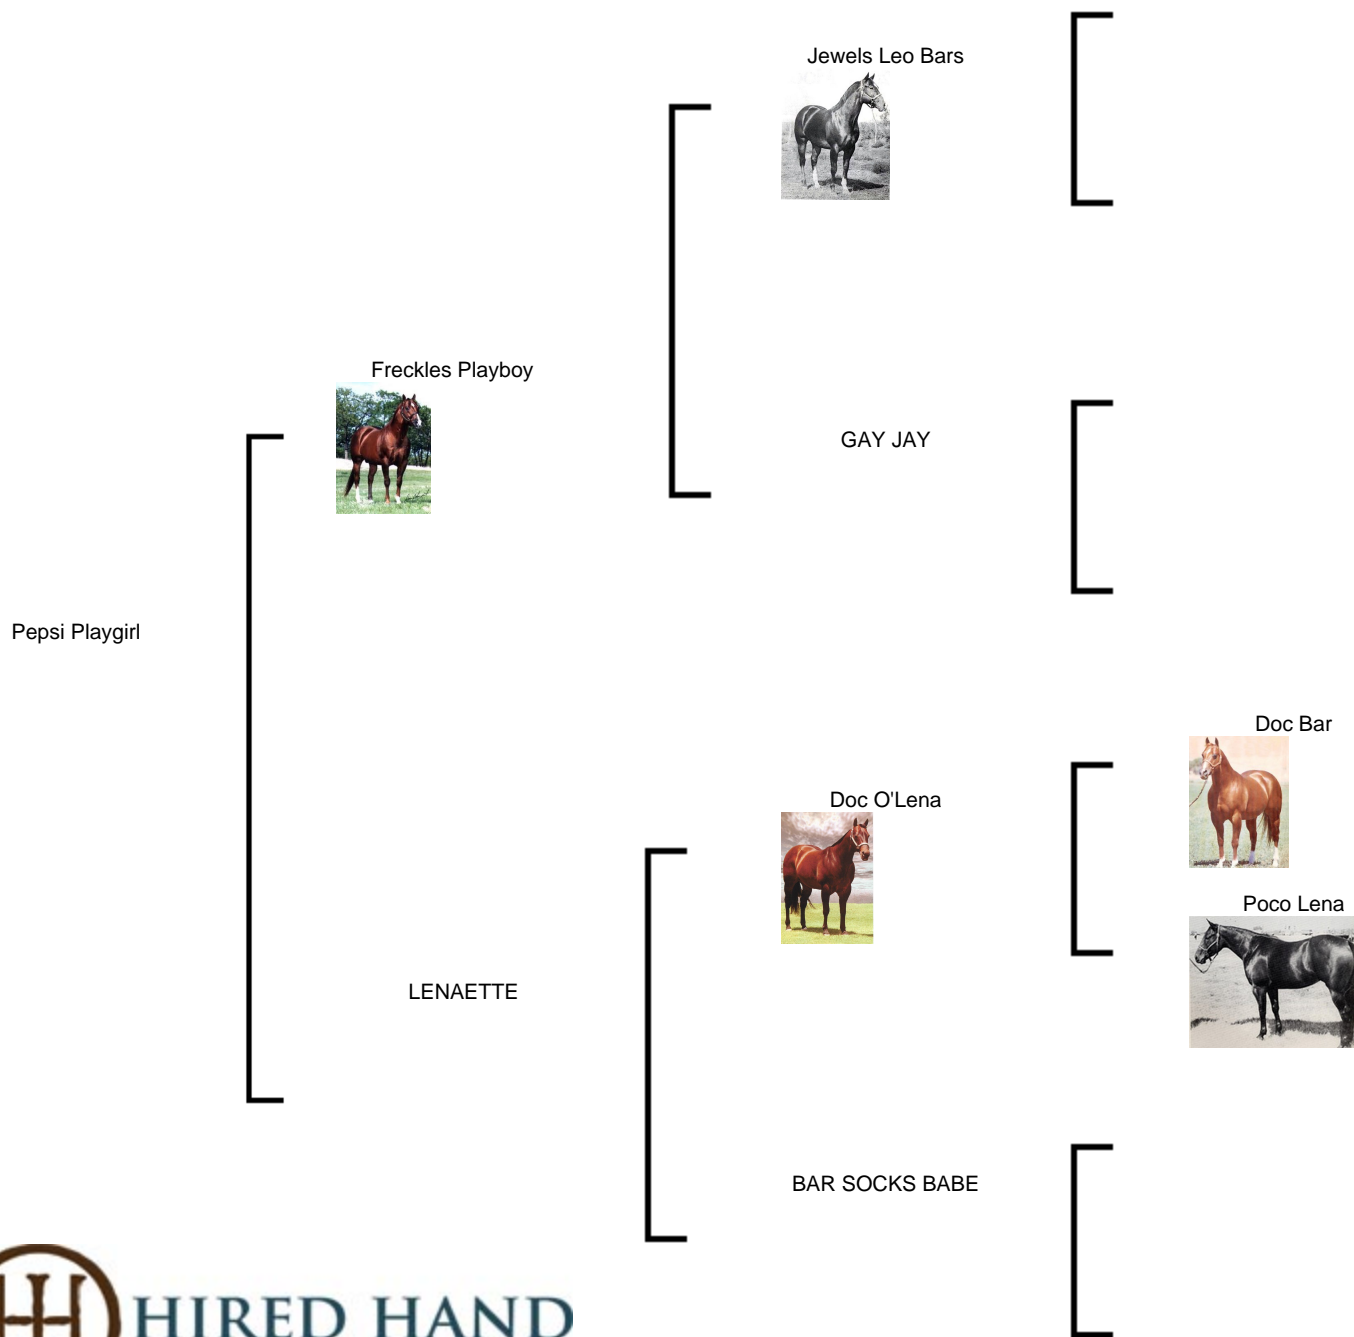 Jewels Leo Bars
Freckles Playboy
GAY JAY
Pepsi Playgirl
Doc Bar
Doc O'Lena
Poco Lena
LENAETTE
BAR SOCKS BABE
HIRED HAND